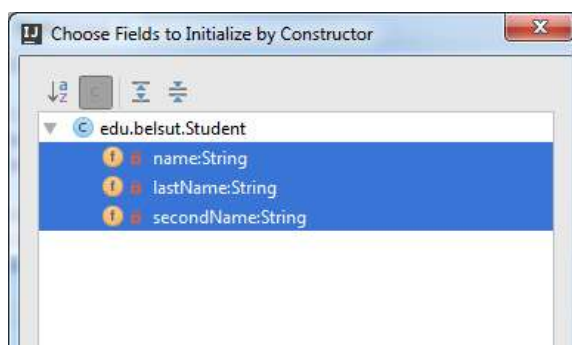 Choose Fields to Initialize by Constructor
edu.belsut.Student
name:String
lastName:String
secondName:String